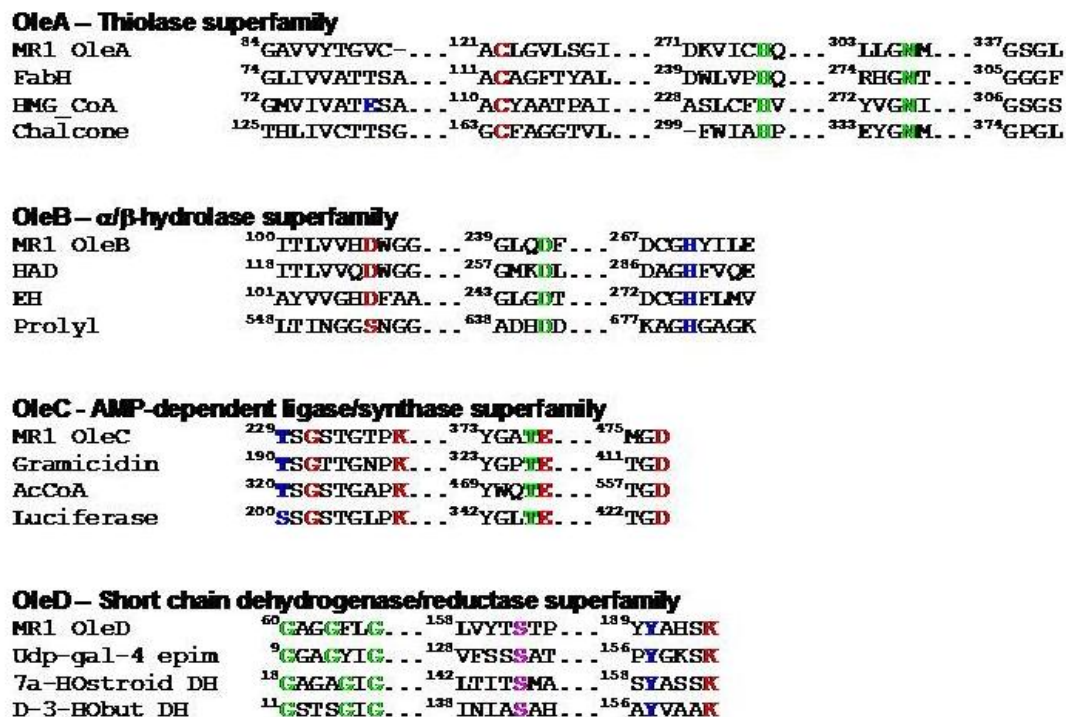 OleA – Thiolase superfamily
MR1 OleA 84GAVVYTGVC-...121ACLGVLSGI...271DKVICHQ...303LLGNM...337GSGL
FabH 74GLIVVATTSA...111ACAGFTYAL...239DWLVPHQ...274RHGNT...305GGGF
HMG_CoA 72GMVIVATESA...110ACYAATPAI...228ASLCFHV...272YVGNI...306GSGS
Chalcone 125THLIVCTTSG...163GCFAGGTVL...299-FWIAHP...333EYGNM...374GPGL
OleB – α/β-hydrolase superfamily
MR1 OleB 100ITLVVHDWGG...239GLQDF...267DCGHYILE
HAD 118ITLVVQDWGG...257GMKDL...286DAGHFVQE
EH 101AYVVGHDFAA...243GLGDT...272DCGHFLMV
Prolyl 548LTINGGSNGG...638ADHDD...677KAGHGAGK
OleC - AMP-dependent ligase/synthase superfamily
MR1 OleC 229TSGSTGTPK...373YGATE...475MGD
Gramicidin 190TSGTTGNPK...323YGPTE...411TGD
AcCoA 320TSGSTGAPK...469YWQTE...557TGD
Luciferase 200SSGSTGLPK...342YGLTE...422TGD
OleD – Short chain dehydrogenase/reductase superfamily
MR1 OleD 60GAGGFLG...158LVYTSTP...189YYAHSK
Udp-gal-4 epim 9GGAGYIG...128VFSSSAT...156PYGKSK
7a-HOstroid DH 18GAGAGIG...142LTITSMA...158SYASSK
D-3-HObut DH 11GSTSGIG...138INIASAH...156AYVAAK